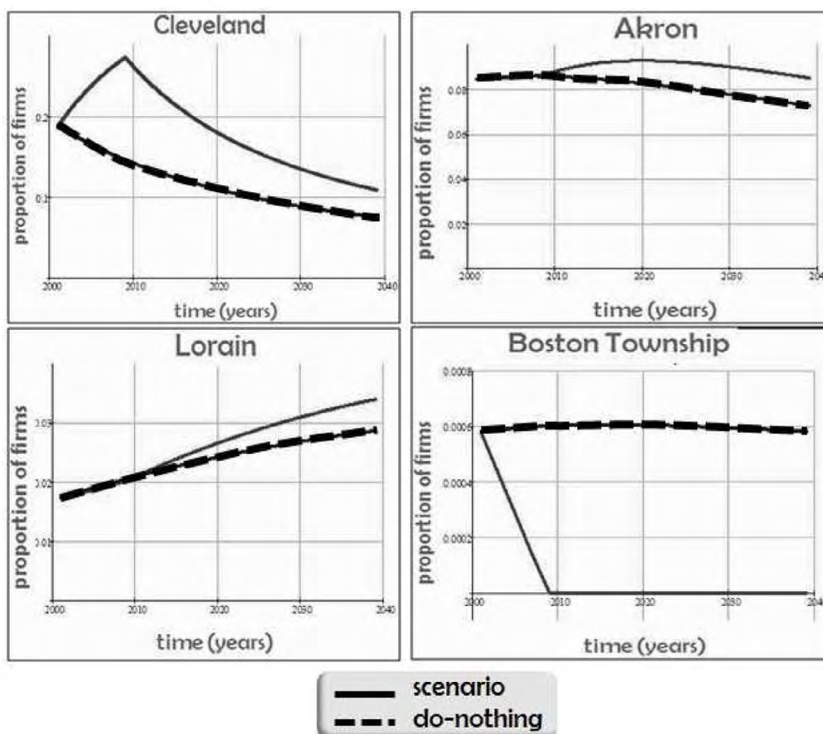 Cleveland
proportion of firms
0.2
0.1
2000 2010 2020 2030 2040
time (years)
Akron
proportion of firms
0.08
0.06
0.04
0.02
2000 2010 2020 2030 2040
time (years)
Lorain
proportion of firms
0.03
0.02
0.01
2000 2010 2020 2030 2040
time (years)
Boston Township
proportion of firms
0.0008
0.0006
0.0004
0.0002
2000 2010 2020 2030 204
time (years)
scenario
do-nothing